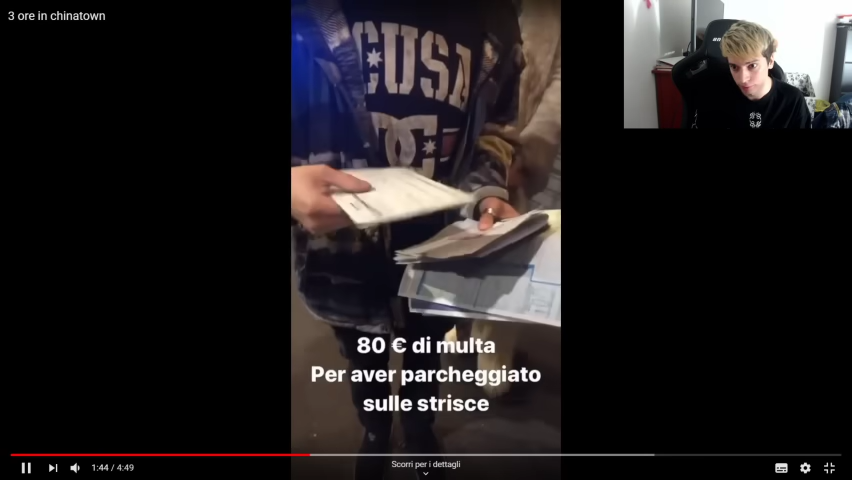 3 ore in chinatown
CUSA
80 € di multa
Per aver parcheggiato
sulle strisce
1:44 / 4:49
Scorri per i dettagli